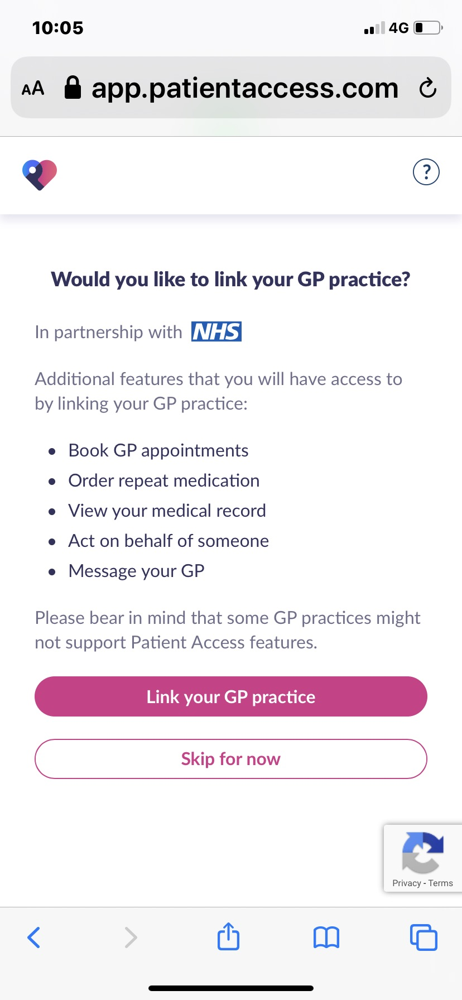 10:05
4G
AA app.patientaccess.com
?
Would you like to link your GP practice?
In partnership with NHS
Additional features that you will have access to
by linking your GP practice:
• Book GP appointments
• Order repeat medication
• View your medical record
• Act on behalf of someone
• Message your GP
Please bear in mind that some GP practices might
not support Patient Access features.
Link your GP practice
Skip for now
Privacy - Terms